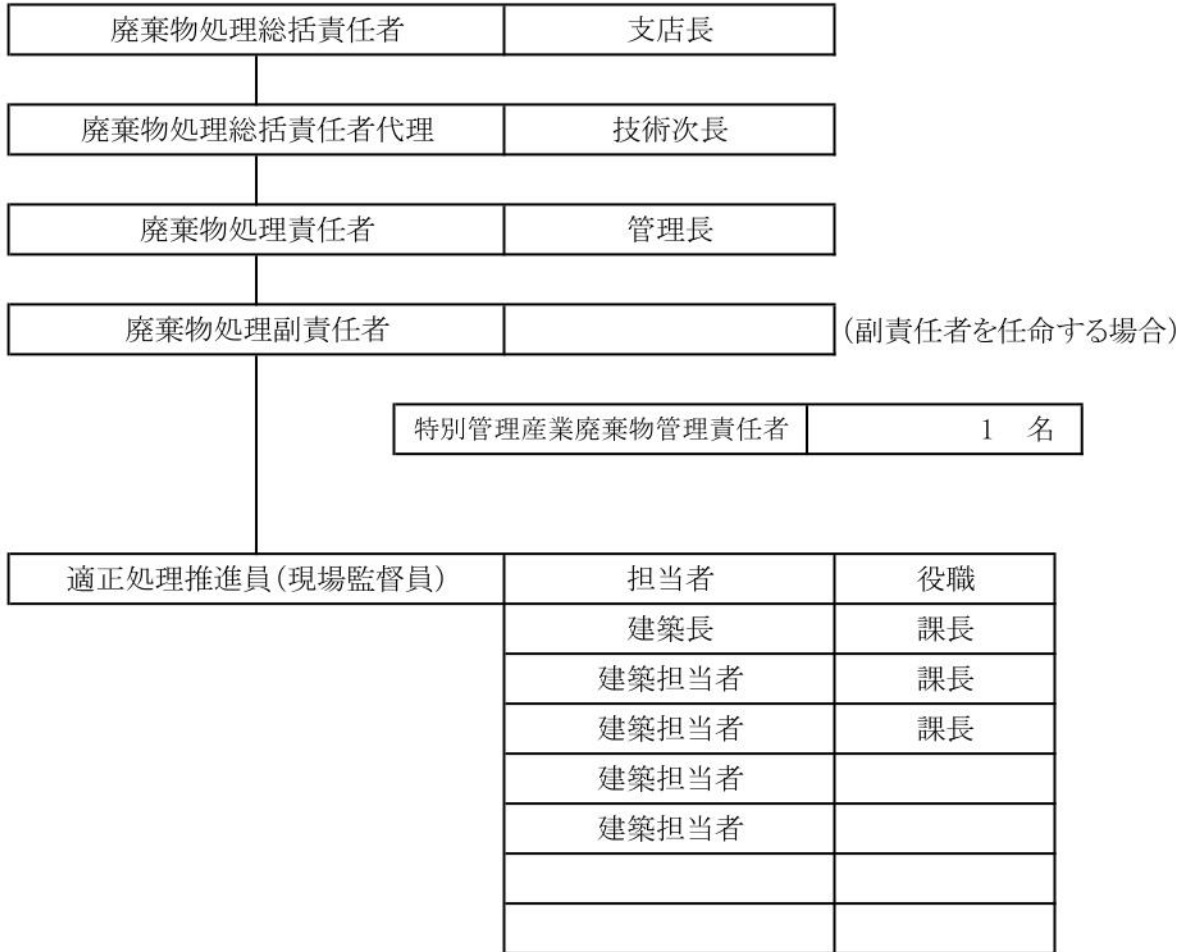 廃棄物処理総括責任者 支店長
廃棄物処理総括責任者代理 技術次長
廃棄物処理責任者 管理長
廃棄物処理副責任者 (副責任者を任命する場合)
特別管理産業廃棄物管理責任者 1 名
適正処理推進員(現場監督員) 担当者 役職
建築長 課長
建築担当者 課長
建築担当者 課長
建築担当者
建築担当者